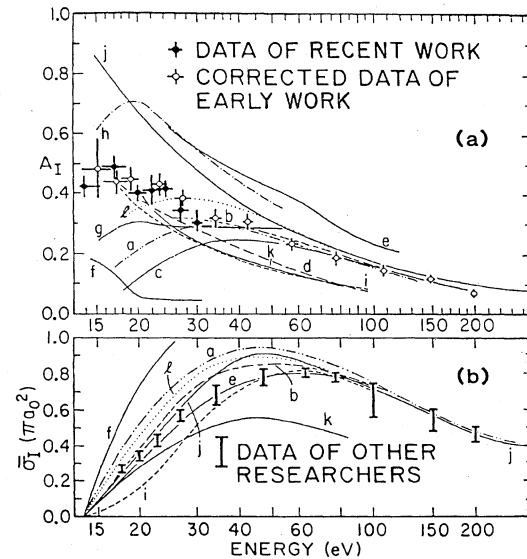 DATA OF RECENT WORK
CORRECTED DATA OF
EARLY WORK
(a)
1.0
0.8
0.6
A_I
0.4
0.2
0.0
j
h
l
g
a
f
c
b
k
d
i
e
15 20 30 40 60 80 100 150 200
(b)
1.0
0.8
0.6
0.4
0.2
0.0
σ̄_I (πa₀²)
f
l
a
e
b
j
k
i
j
DATA OF OTHER
RESEARCHERS
15 20 30 40 60 80 100 150 200
ENERGY (eV)